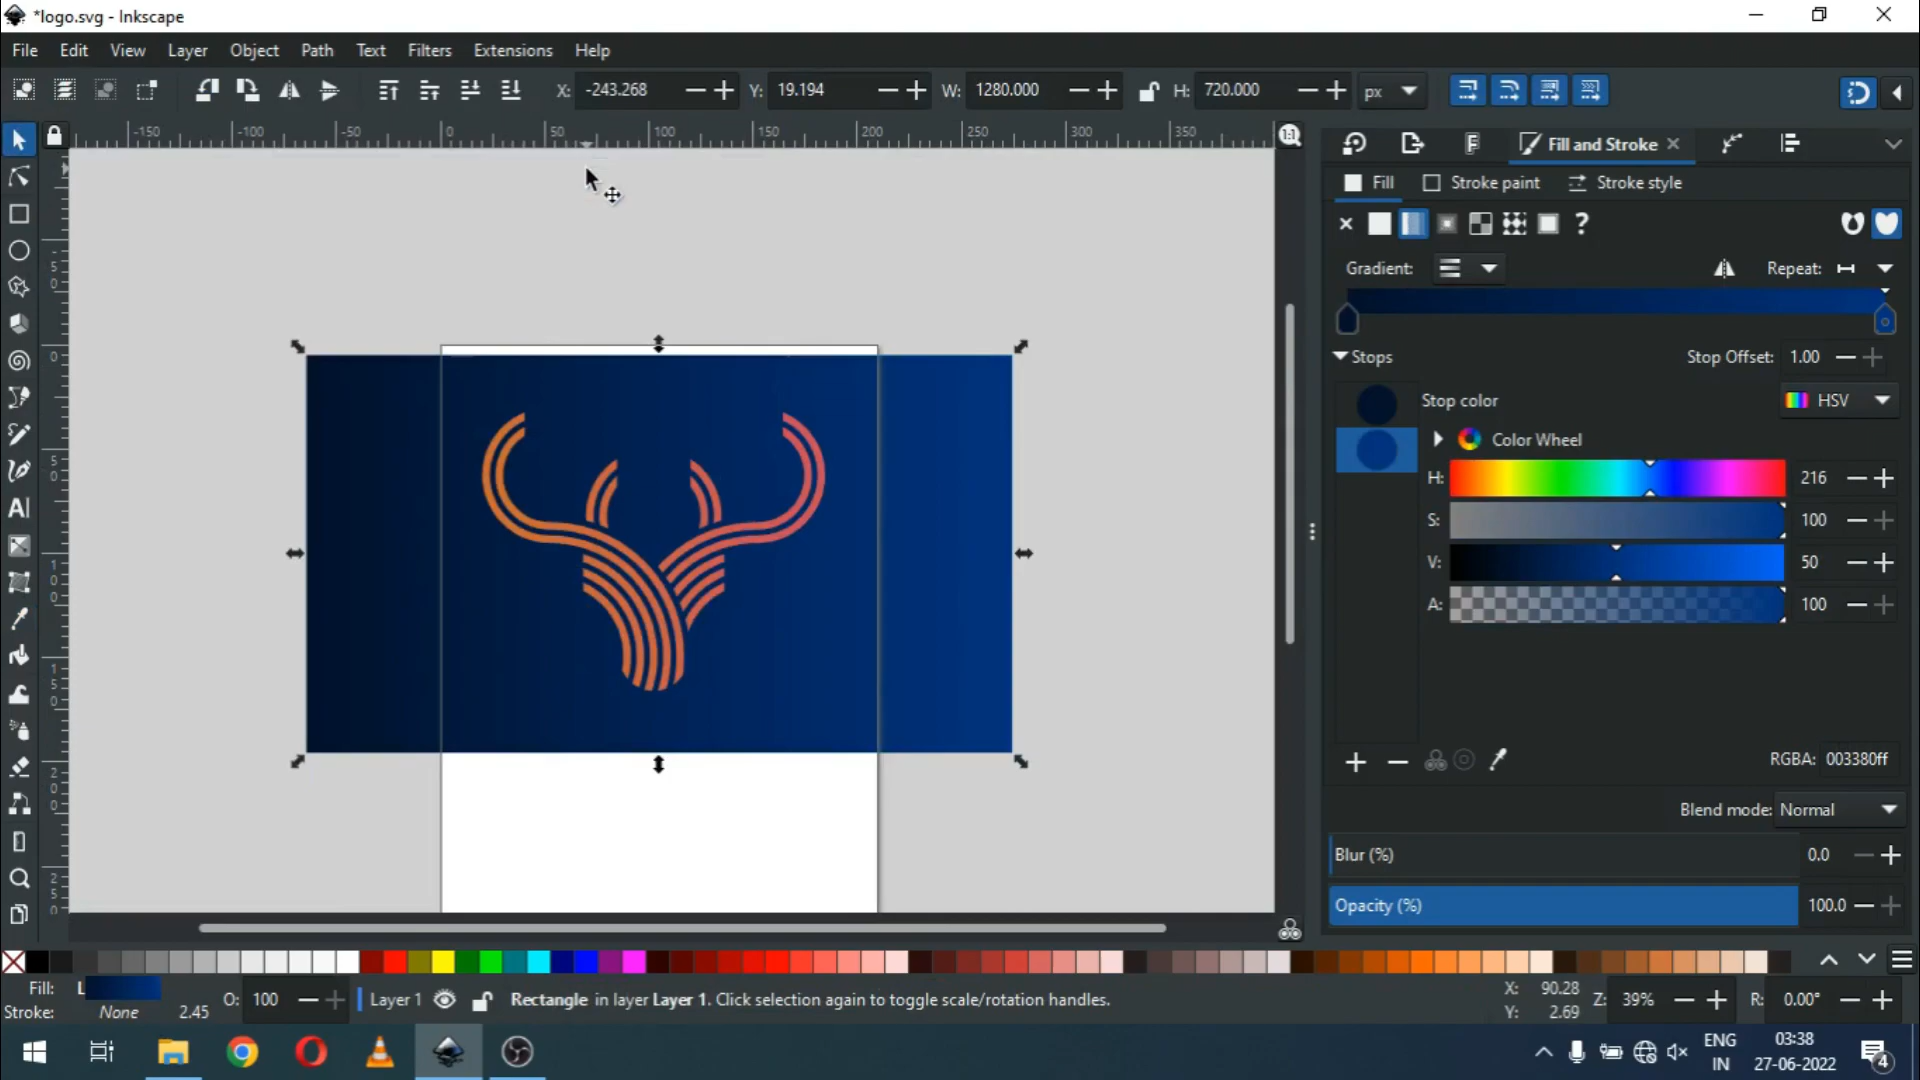 *logo.svg - Inkscape
File Edit View Layer Object Path Text Filters Extensions Help
X: -243.268 Y: 19.194 W: 1280.000 H: 720.000 px
-150 -100 -50 0 50 100 150 200 250 300 350
1:1
Fill and Stroke
Fill Stroke paint Stroke style
Gradient: Repeat:
Stops Stop Offset: 1.00
Stop color HSV
Color Wheel
H: 216
S: 100
V: 50
A: 100
RGBA: 003380ff
Blend mode: Normal
Blur (%) 0.0
Opacity (%) 100.0
Fill: L O: 100 Layer 1 Rectangle in layer Layer 1. Click selection again to toggle scale/rotation handles. X: 90.28 Z: 39% R: 0.00°
Stroke: None 2.45 Y: 2.69
ENG 03:38
IN 27-06-2022 4